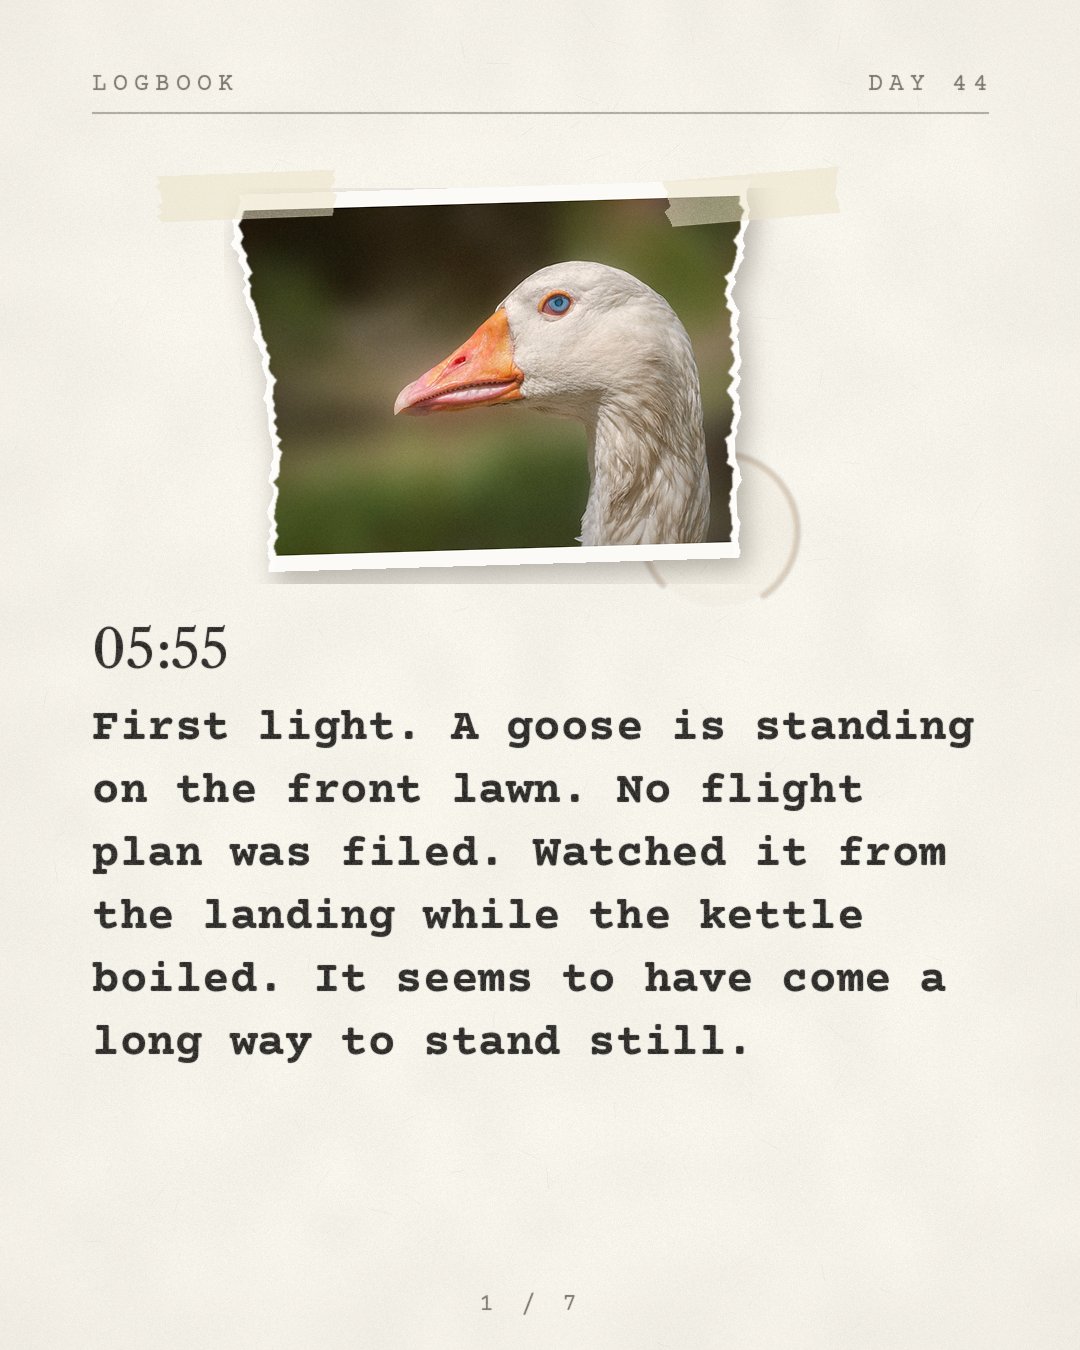 LOGBOOK DAY 44
05:55
First light. A goose is standing
on the front lawn. No flight
plan was filed. Watched it from
the landing while the kettle
boiled. It seems to have come a
long way to stand still.
1 / 7